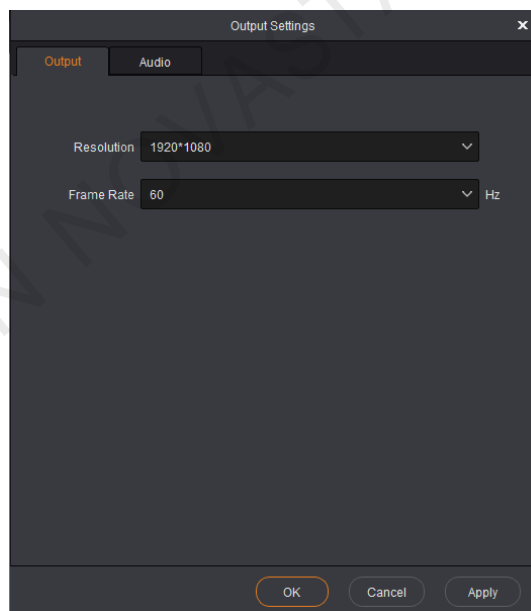 Output Settings
Output Audio
Resolution 1920*1080
Frame Rate 60 Hz
OK Cancel Apply